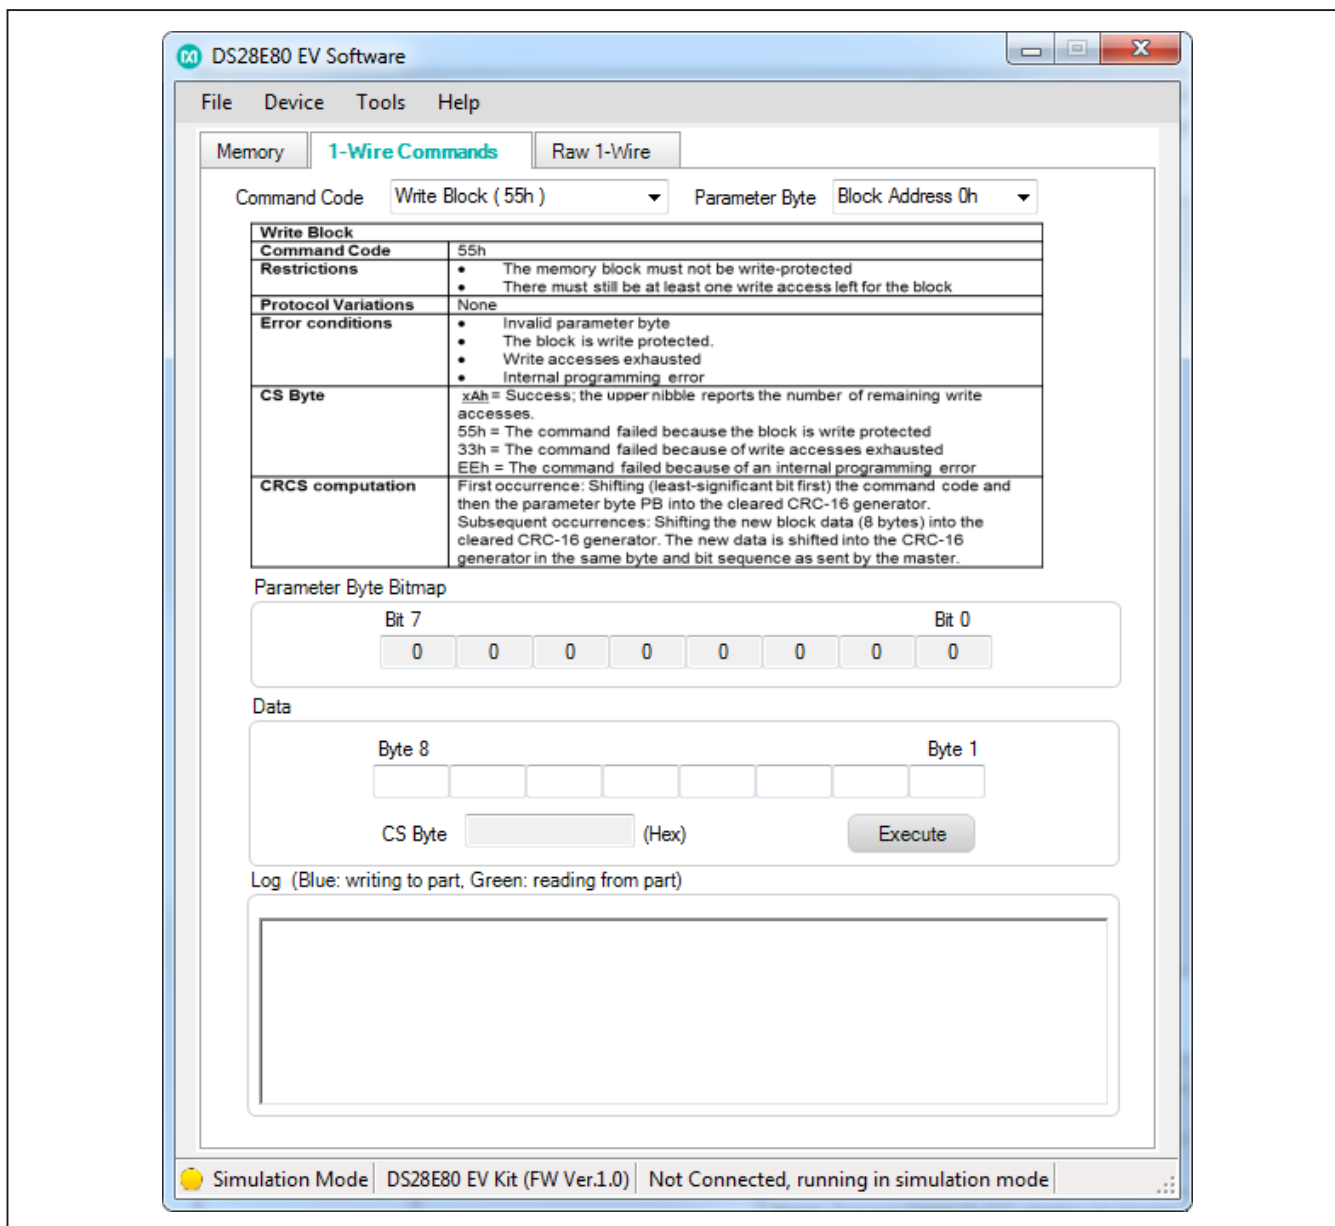 DS28E80 EV Software
File Device Tools Help
Memory 1-Wire Commands Raw 1-Wire
Command Code Write Block ( 55h ) Parameter Byte Block Address 0h
Write Block
Command Code 55h
Restrictions • The memory block must not be write-protected
• There must still be at least one write access left for the block
Protocol Variations None
Error conditions • Invalid parameter byte
• The block is write protected.
• Write accesses exhausted
• Internal programming error
CS Byte xAh = Success; the upper nibble reports the number of remaining write
accesses.
55h = The command failed because the block is write protected
33h = The command failed because of write accesses exhausted
EEh = The command failed because of an internal programming error
CRCS computation First occurrence: Shifting (least-significant bit first) the command code and
then the parameter byte PB into the cleared CRC-16 generator.
Subsequent occurrences: Shifting the new block data (8 bytes) into the
cleared CRC-16 generator. The new data is shifted into the CRC-16
generator in the same byte and bit sequence as sent by the master.
Parameter Byte Bitmap
Bit 7 Bit 0
0 0 0 0 0 0 0 0
Data
Byte 8 Byte 1
CS Byte (Hex) Execute
Log (Blue: writing to part, Green: reading from part)
Simulation Mode DS28E80 EV Kit (FW Ver.1.0) Not Connected, running in simulation mode